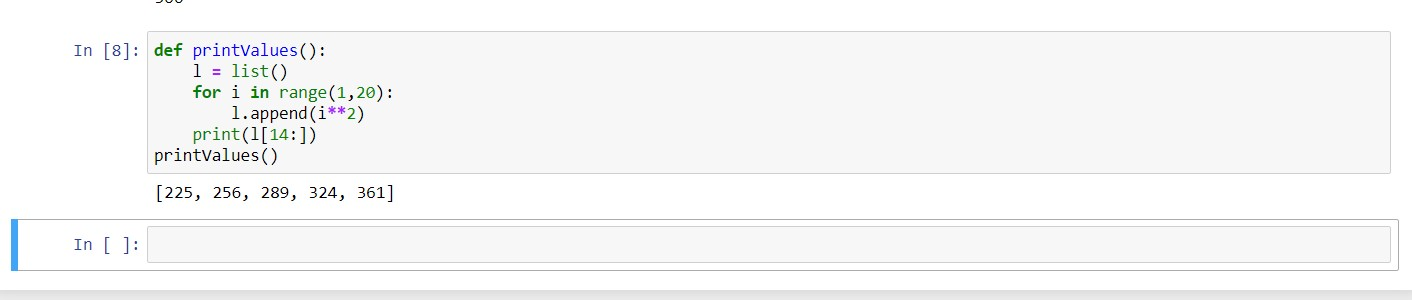 In [8]: def printValues():
    l = list()
    for i in range(1,20):
        l.append(i**2)
    print(l[14:])
printValues()
[225, 256, 289, 324, 361]
In [ ]: